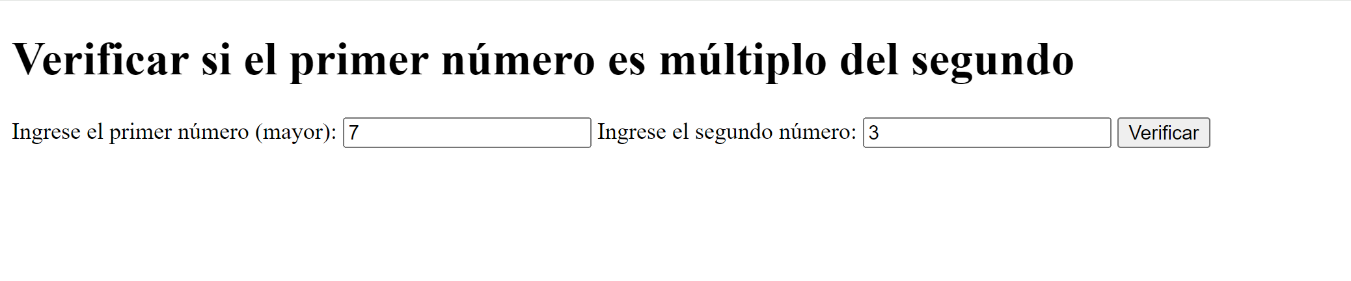 Verificar si el primer número es múltiplo del segundo
Ingrese el primer número (mayor): 7 Ingrese el segundo número: 3 Verificar